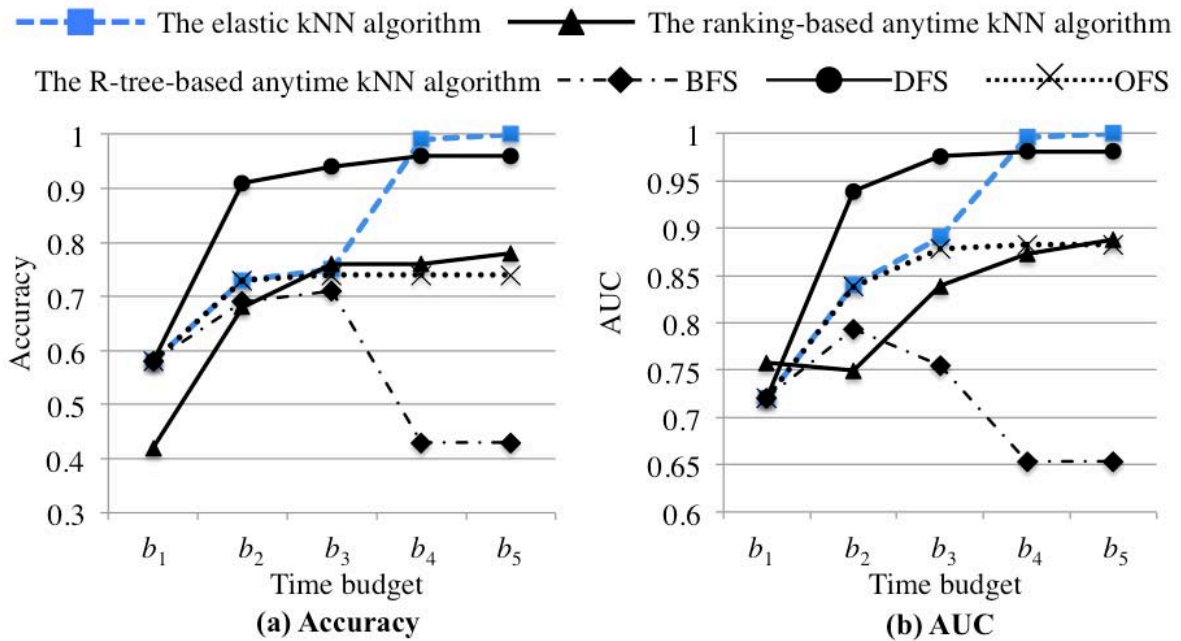 The elastic kNN algorithm The ranking-based anytime kNN algorithm
The R-tree-based anytime kNN algorithm BFS DFS OFS
1
0.9
0.8
0.7
0.6
0.5
0.4
0.3
Accuracy
b1 b2 b3 b4 b5
Time budget
(a) Accuracy
1
0.95
0.9
0.85
0.8
0.75
0.7
0.65
0.6
AUC
b1 b2 b3 b4 b5
Time budget
(b) AUC